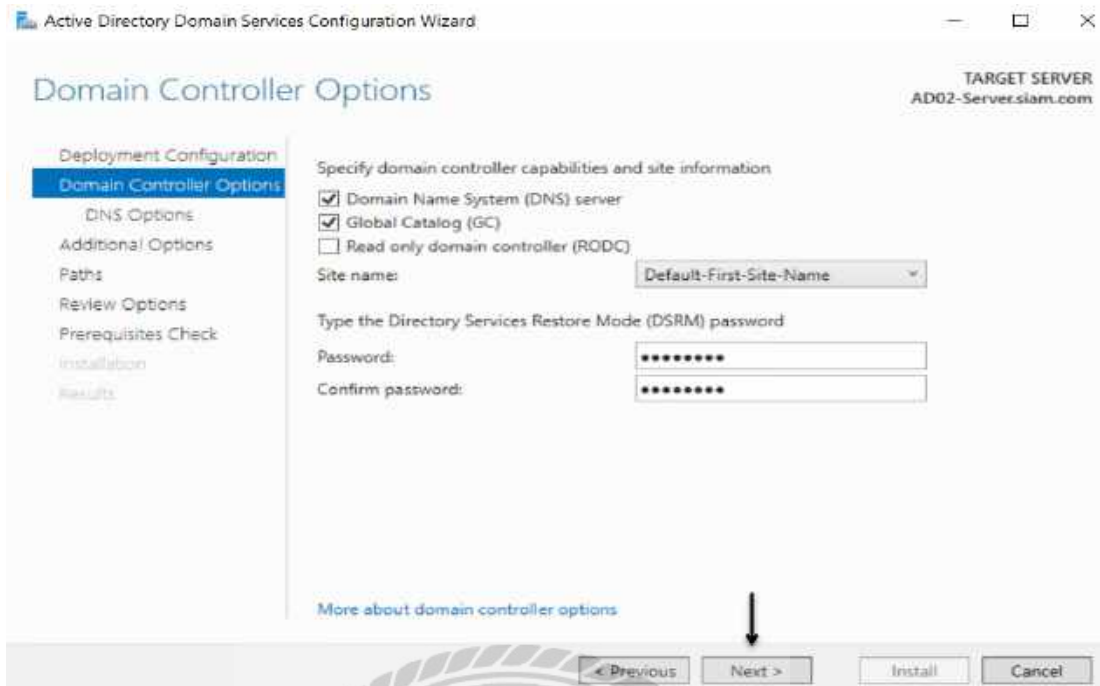 Active Directory Domain Services Configuration Wizard
Domain Controller Options
TARGET SERVER
AD02-Server.siam.com
Deployment Configuration
Domain Controller Options
DNS Options
Additional Options
Paths
Review Options
Prerequisites Check
Installation
Results
Specify domain controller capabilities and site information
Domain Name System (DNS) server
Global Catalog (GC)
Read only domain controller (RODC)
Site name: Default-First-Site-Name
Type the Directory Services Restore Mode (DSRM) password
Password: ••••••••
Confirm password: ••••••••
More about domain controller options
< Previous Next > Install Cancel